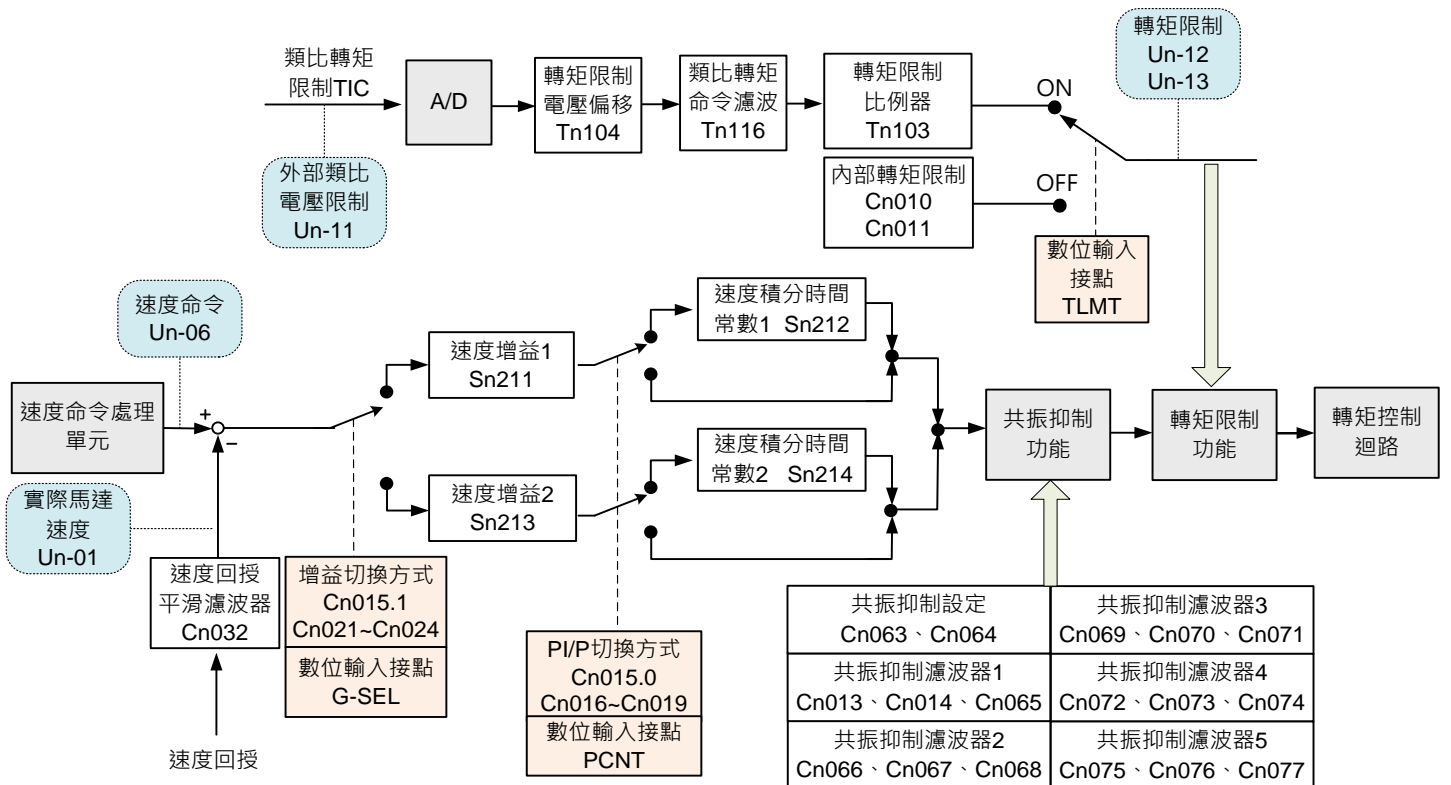 類比轉矩
限制TIC
A/D
轉矩限制
電壓偏移
Tn104
類比轉矩
命令濾波
Tn116
轉矩限制
比例器
Tn103
ON
轉矩限制
Un-12
Un-13
外部類比
電壓限制
Un-11
內部轉矩限制
Cn010
Cn011
OFF
數位輸入
接點
TLMT
速度命令
Un-06
速度命令處理
單元
+
−
實際馬達
速度
Un-01
速度增益1
Sn211
速度積分時間
常數1 Sn212
速度增益2
Sn213
速度積分時間
常數2 Sn214
共振抑制
功能
轉矩限制
功能
轉矩控制
迴路
速度回授
平滑濾波器
Cn032
速度回授
增益切換方式
Cn015.1
Cn021~Cn024
數位輸入接點
G-SEL
PI/P切換方式
Cn015.0
Cn016~Cn019
數位輸入接點
PCNT
共振抑制設定
Cn063、Cn064
共振抑制濾波器3
Cn069、Cn070、Cn071
共振抑制濾波器1
Cn013、Cn014、Cn065
共振抑制濾波器4
Cn072、Cn073、Cn074
共振抑制濾波器2
Cn066、Cn067、Cn068
共振抑制濾波器5
Cn075、Cn076、Cn077